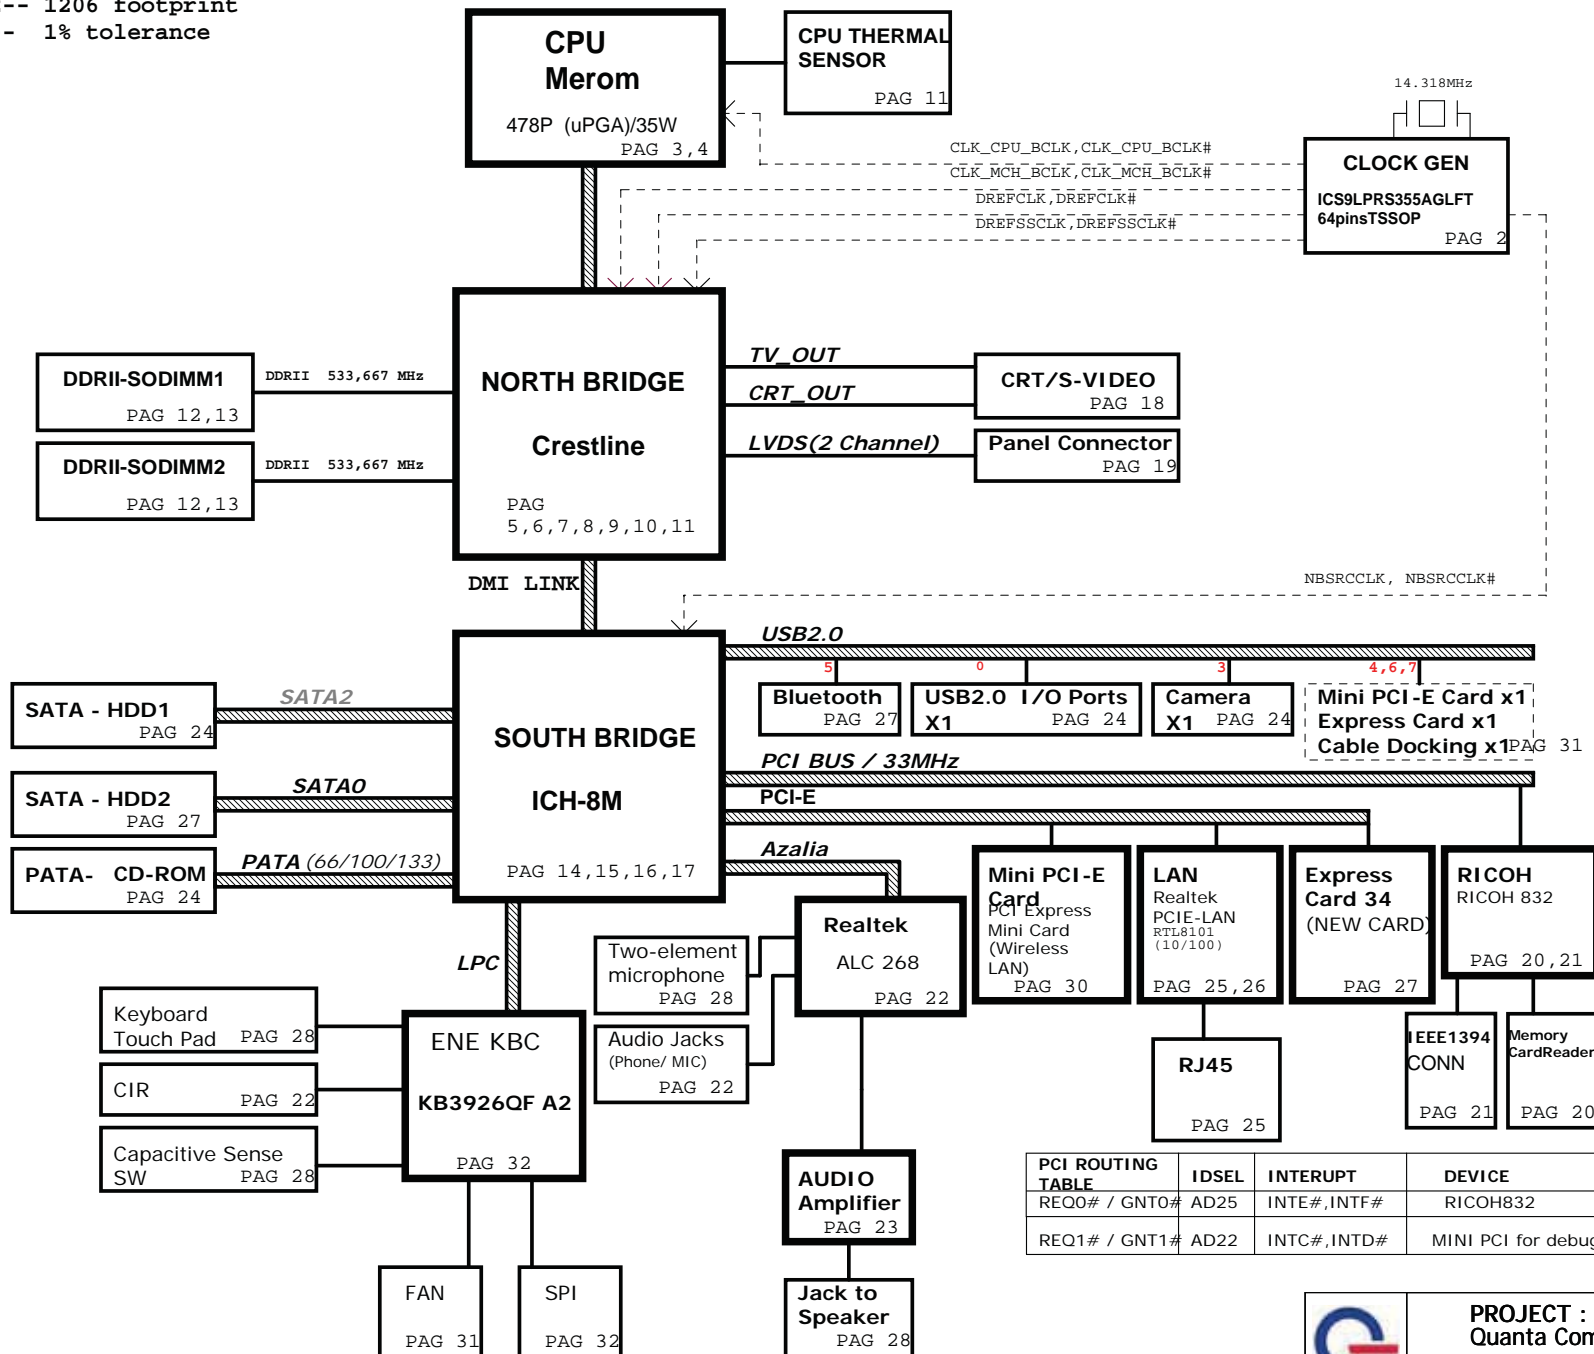 -- 1206 footprint
- 1% tolerance
CPU
Merom
478P (uPGA)/35W
PAG 3,4
CPU THERMAL
SENSOR
PAG 11
14.318MHz
CLOCK GEN
ICS9LPRS355AGLFT
64pinsTSSOP
PAG 2
CLK_CPU_BCLK,CLK_CPU_BCLK#
CLK_MCH_BCLK,CLK_MCH_BCLK#
DREFCLK,DREFCLK#
DREFSSCLK,DREFSSCLK#
DDRII-SODIMM1
PAG 12,13
DDRII 533,667 MHz
DDRII-SODIMM2
PAG 12,13
DDRII 533,667 MHz
NORTH BRIDGE
Crestline
PAG
5,6,7,8,9,10,11
TV_OUT
CRT_OUT
LVDS(2 Channel)
CRT/S-VIDEO
PAG 18
Panel Connector
PAG 19
DMI LINK
NBSRCCLK, NBSRCCLK#
SATA - HDD1
PAG 24
SATA2
SATA - HDD2
PAG 27
SATA0
PATA- CD-ROM
PAG 24
PATA (66/100/133)
SOUTH BRIDGE
ICH-8M
PAG 14,15,16,17
USB2.0
5
0
3
4,6,7
Bluetooth
PAG 27
USB2.0 I/O Ports
X1 PAG 24
Camera
X1 PAG 24
Mini PCI-E Card x1
Express Card x1
Cable Docking x1
PAG 31
PCI BUS / 33MHz
PCI-E
Azalia
LPC
Mini PCI-E
Card
PCI Express
Mini Card
(Wireless
LAN)
PAG 30
LAN
Realtek
PCIE-LAN
RTL8101
(10/100)
PAG 25,26
Express
Card 34
(NEW CARD)
PAG 27
RICOH
RICOH 832
PAG 20,21
Realtek
ALC 268
PAG 22
Two-element
microphone
PAG 28
Audio Jacks
(Phone/ MIC)
PAG 22
Keyboard
Touch Pad PAG 28
CIR PAG 22
Capacitive Sense
SW PAG 28
ENE KBC
KB3926QF A2
PAG 32
RJ45
PAG 25
IEEE1394
CONN
PAG 21
Memory
CardReader
PAG 20
AUDIO
Amplifier
PAG 23
Jack to
Speaker
PAG 28
FAN
PAG 31
SPI
PAG 32
PCI ROUTING
TABLE IDSEL INTERUPT DEVICE
REQ0# / GNT0# AD25 INTE#,INTF# RICOH832
REQ1# / GNT1# AD22 INTC#,INTD# MINI PCI for debug
PROJECT :
Quanta Com